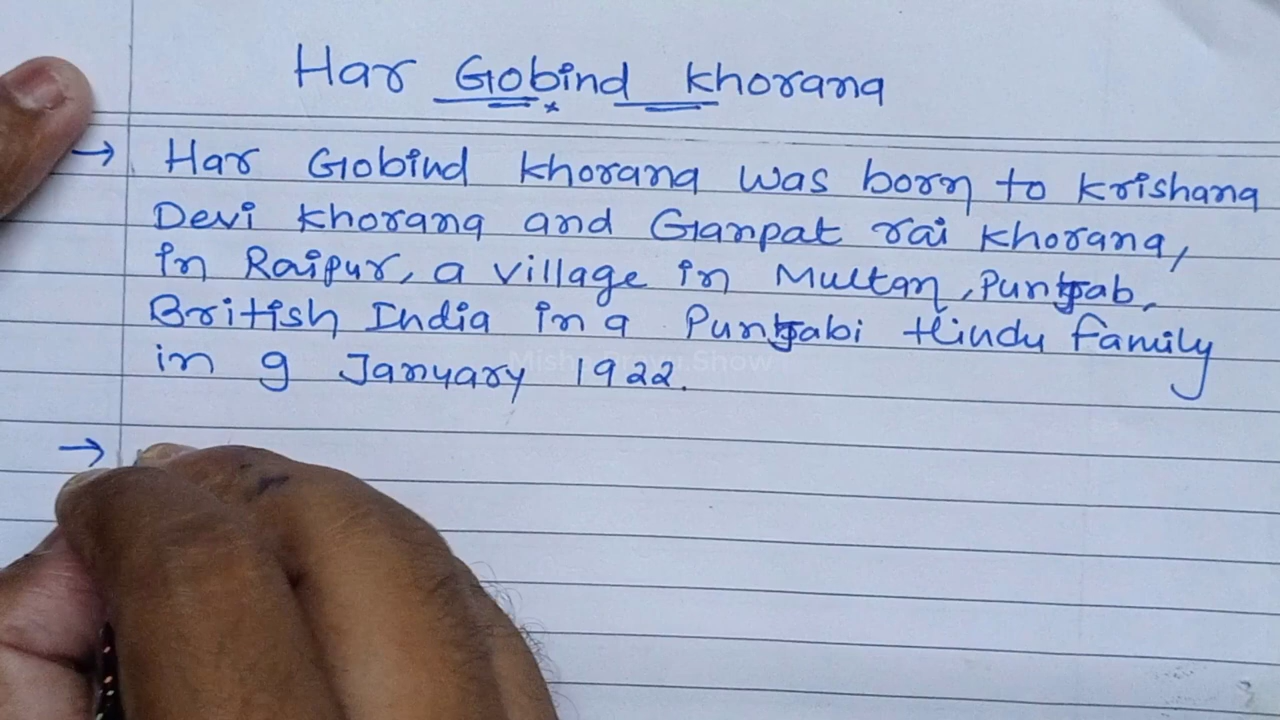 Har Gobind Khorana
→ Har Gobind Khorana was born to Krishana
Devi Khorana and Ganpat rai Khorana,
in Raipur, a village in Multan, Punjab,
British India in a Punjabi Hindu family
in 9 January 1922.
→